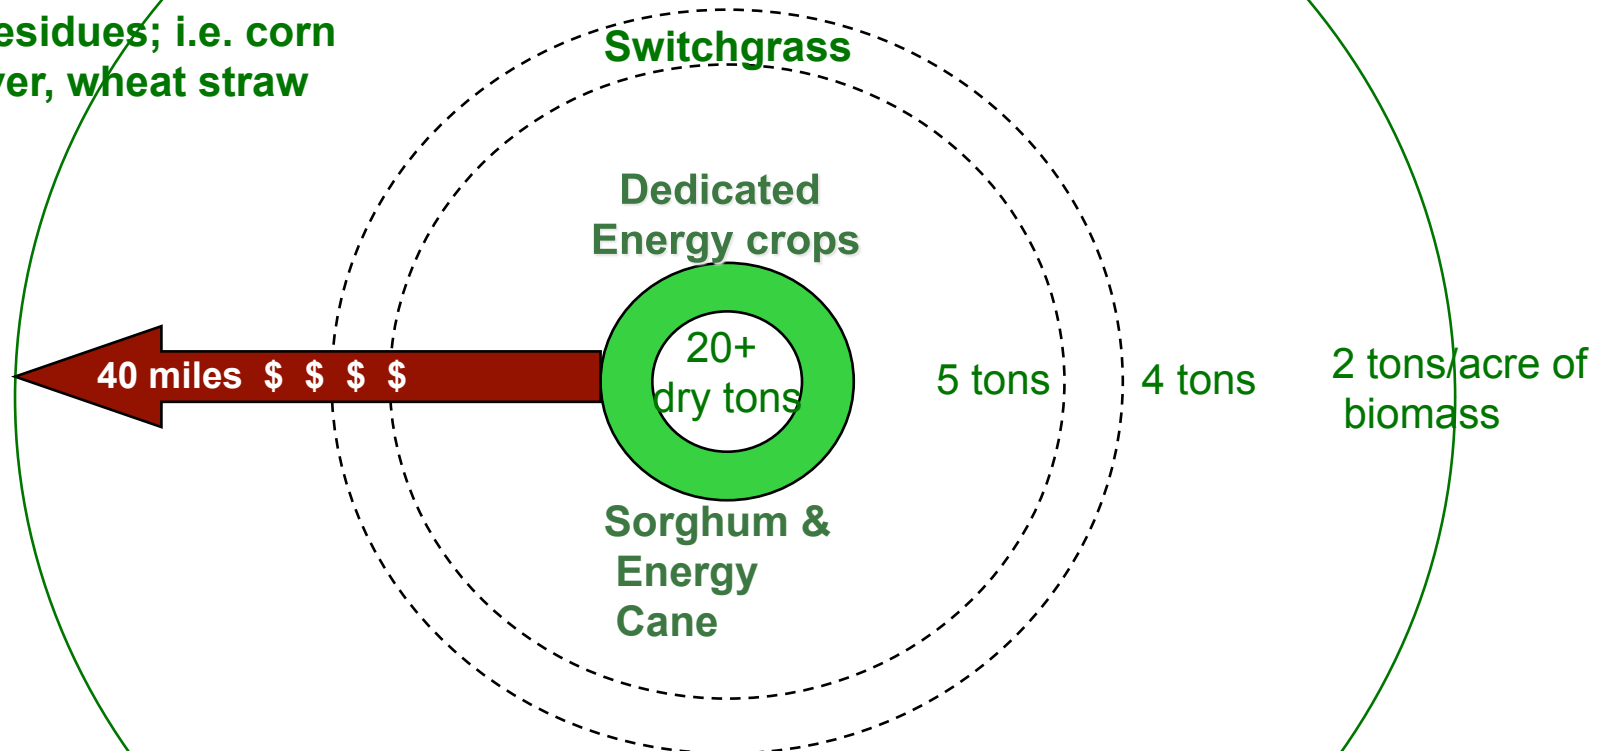 esidues; i.e. corn
ver, wheat straw
Switchgrass
Dedicated
Energy crops
20+
dry tons
40 miles $ $ $ $
5 tons
4 tons
2 tons/acre of
biomass
Sorghum &
Energy
Cane